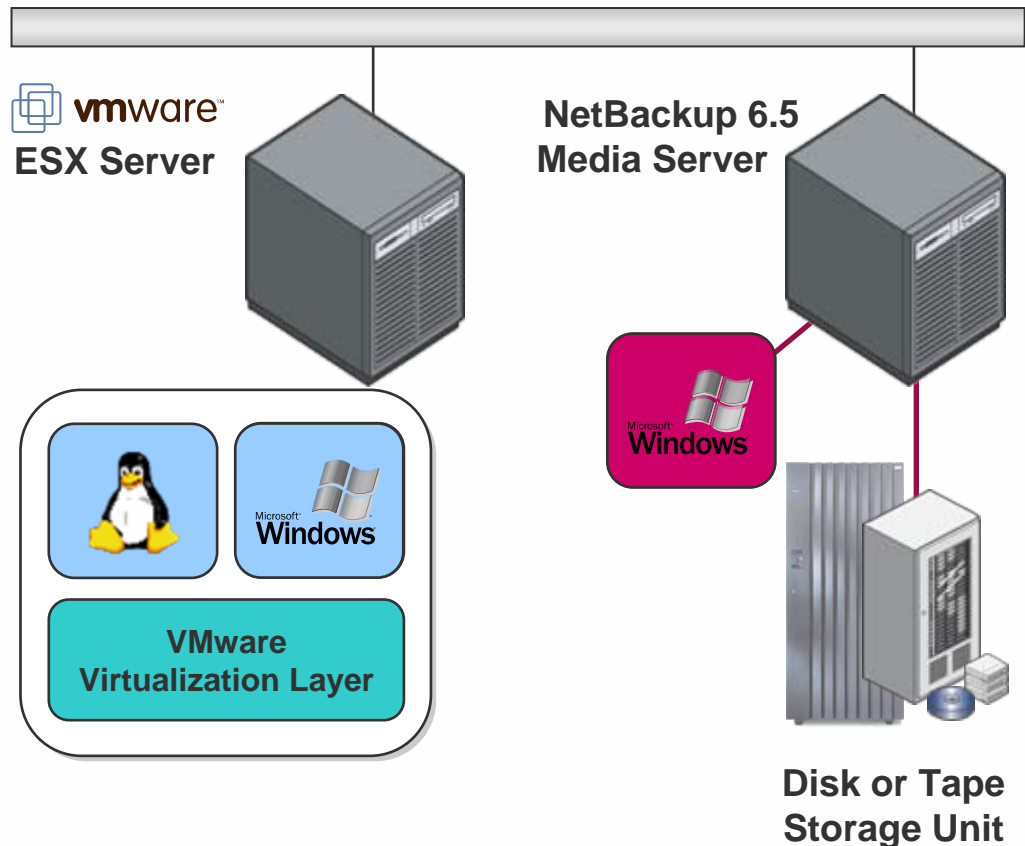 vmware™
ESX Server
NetBackup 6.5
Media Server
Microsoft®
Windows
Microsoft®
Windows
VMware
Virtualization Layer
Disk or Tape
Storage Unit